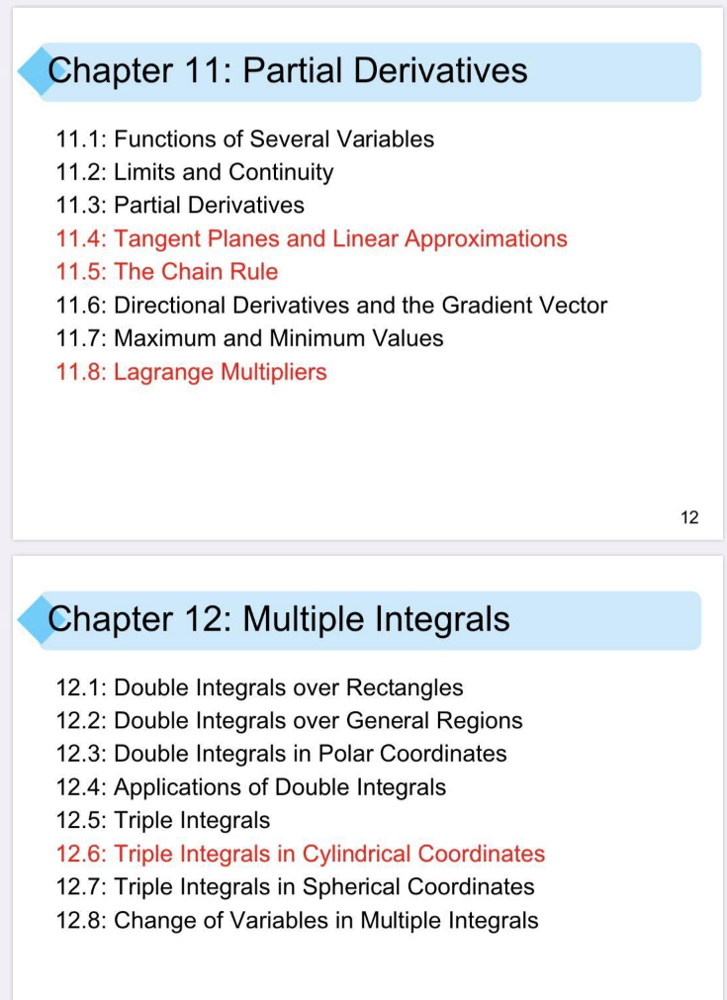 Chapter 11: Partial Derivatives
11.1: Functions of Several Variables
11.2: Limits and Continuity
11.3: Partial Derivatives
11.4: Tangent Planes and Linear Approximations
11.5: The Chain Rule
11.6: Directional Derivatives and the Gradient Vector
11.7: Maximum and Minimum Values
11.8: Lagrange Multipliers
12
Chapter 12: Multiple Integrals
12.1: Double Integrals over Rectangles
12.2: Double Integrals over General Regions
12.3: Double Integrals in Polar Coordinates
12.4: Applications of Double Integrals
12.5: Triple Integrals
12.6: Triple Integrals in Cylindrical Coordinates
12.7: Triple Integrals in Spherical Coordinates
12.8: Change of Variables in Multiple Integrals